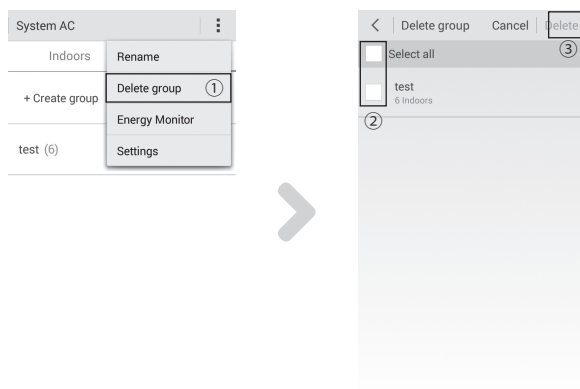 System AC
Indoors
Rename
Delete group ①
+ Create group
Energy Monitor
test (6)
Settings
Delete group Cancel Delete
Select all ③
test
6 Indoors
②